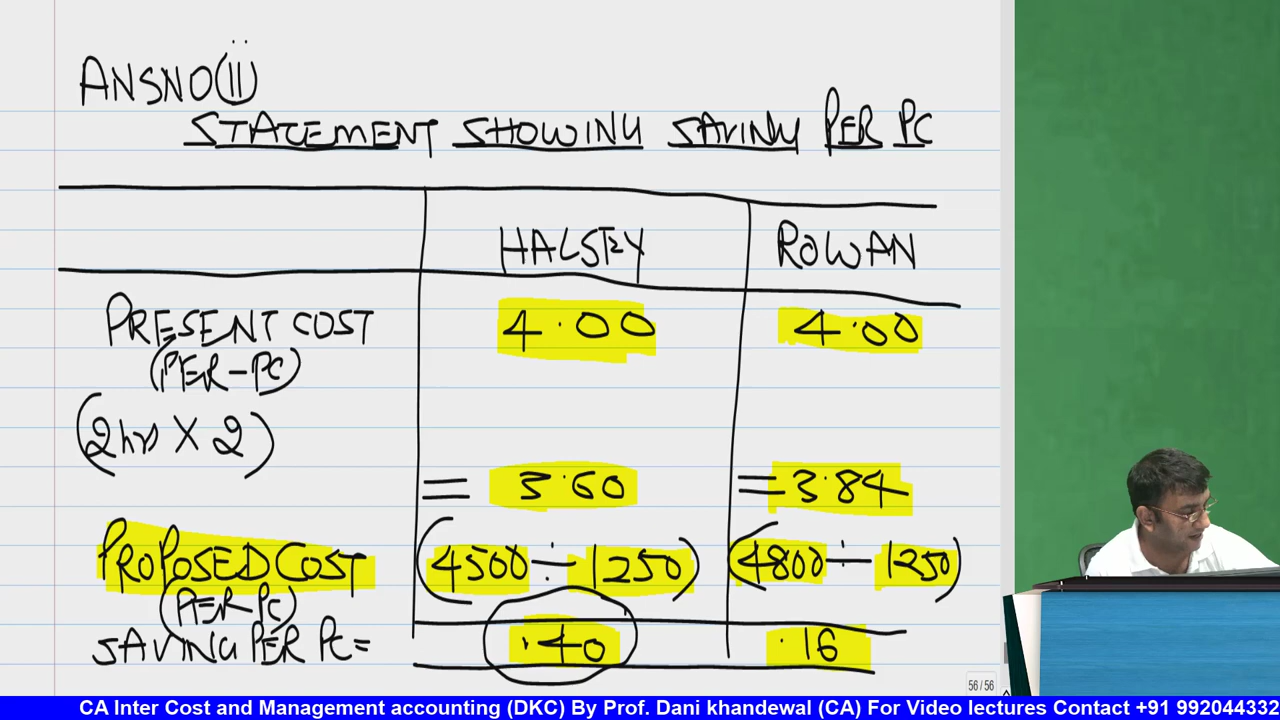 ANSNO(ii)
STATEMENT SHOWING SAVING PER PC
HALSEY ROWAN
PRESENT COST 4.00 4.00
(PER-PC)
(2hrs X 2)
= 3.60 = 3.84
PROPOSED COST (4500 ÷ 1250) (4800 ÷ 1250)
(PER-PC)
SAVING PER PC = .40 .16
56 / 56
CA Inter Cost and Management accounting (DKC) By Prof. Dani khandewal (CA) For Video lectures Contact +91 992044332